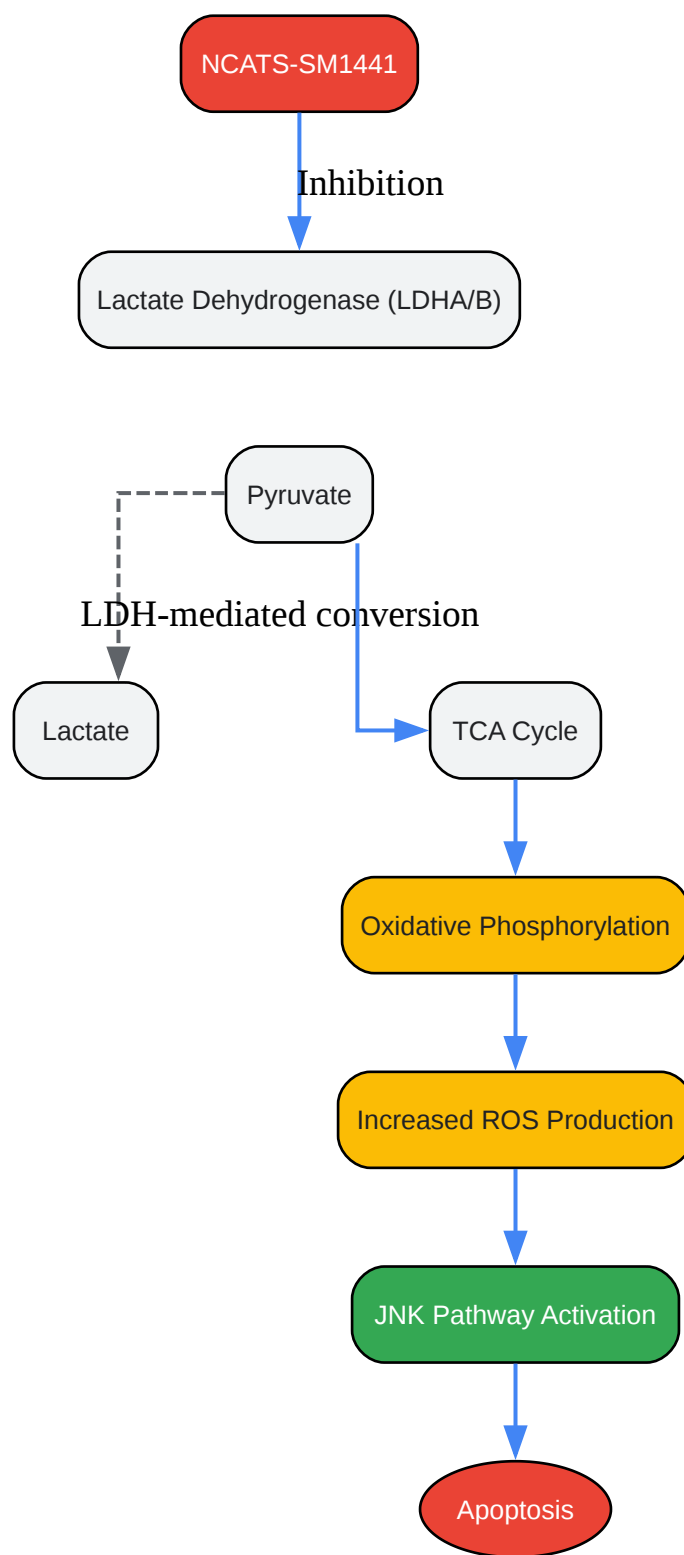 NCATS-SM1441
Inhibition
Lactate Dehydrogenase (LDHA/B)
Pyruvate
LDH-mediated conversion
Lactate
TCA Cycle
Oxidative Phosphorylation
Increased ROS Production
JNK Pathway Activation
Apoptosis